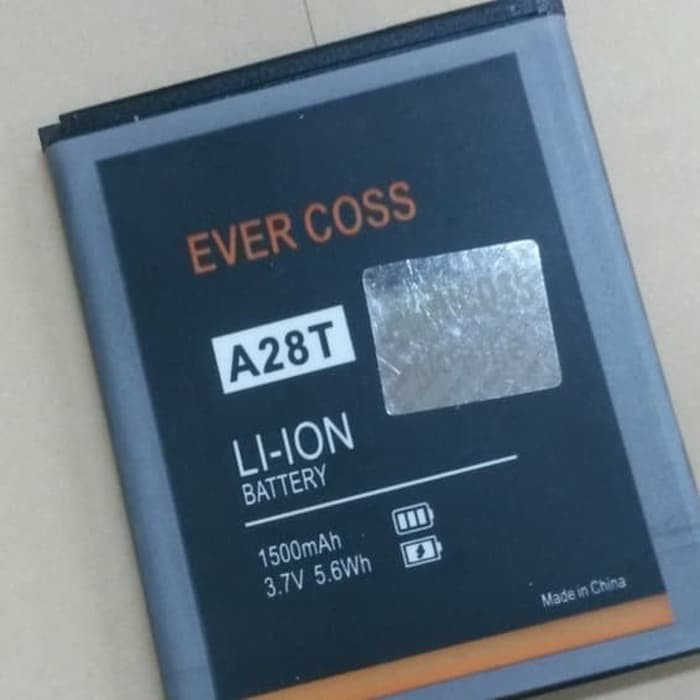 EVER COSS
A28T
LI-ION
BATTERY
1500mAh
3.7V 5.6Wh
Made in China